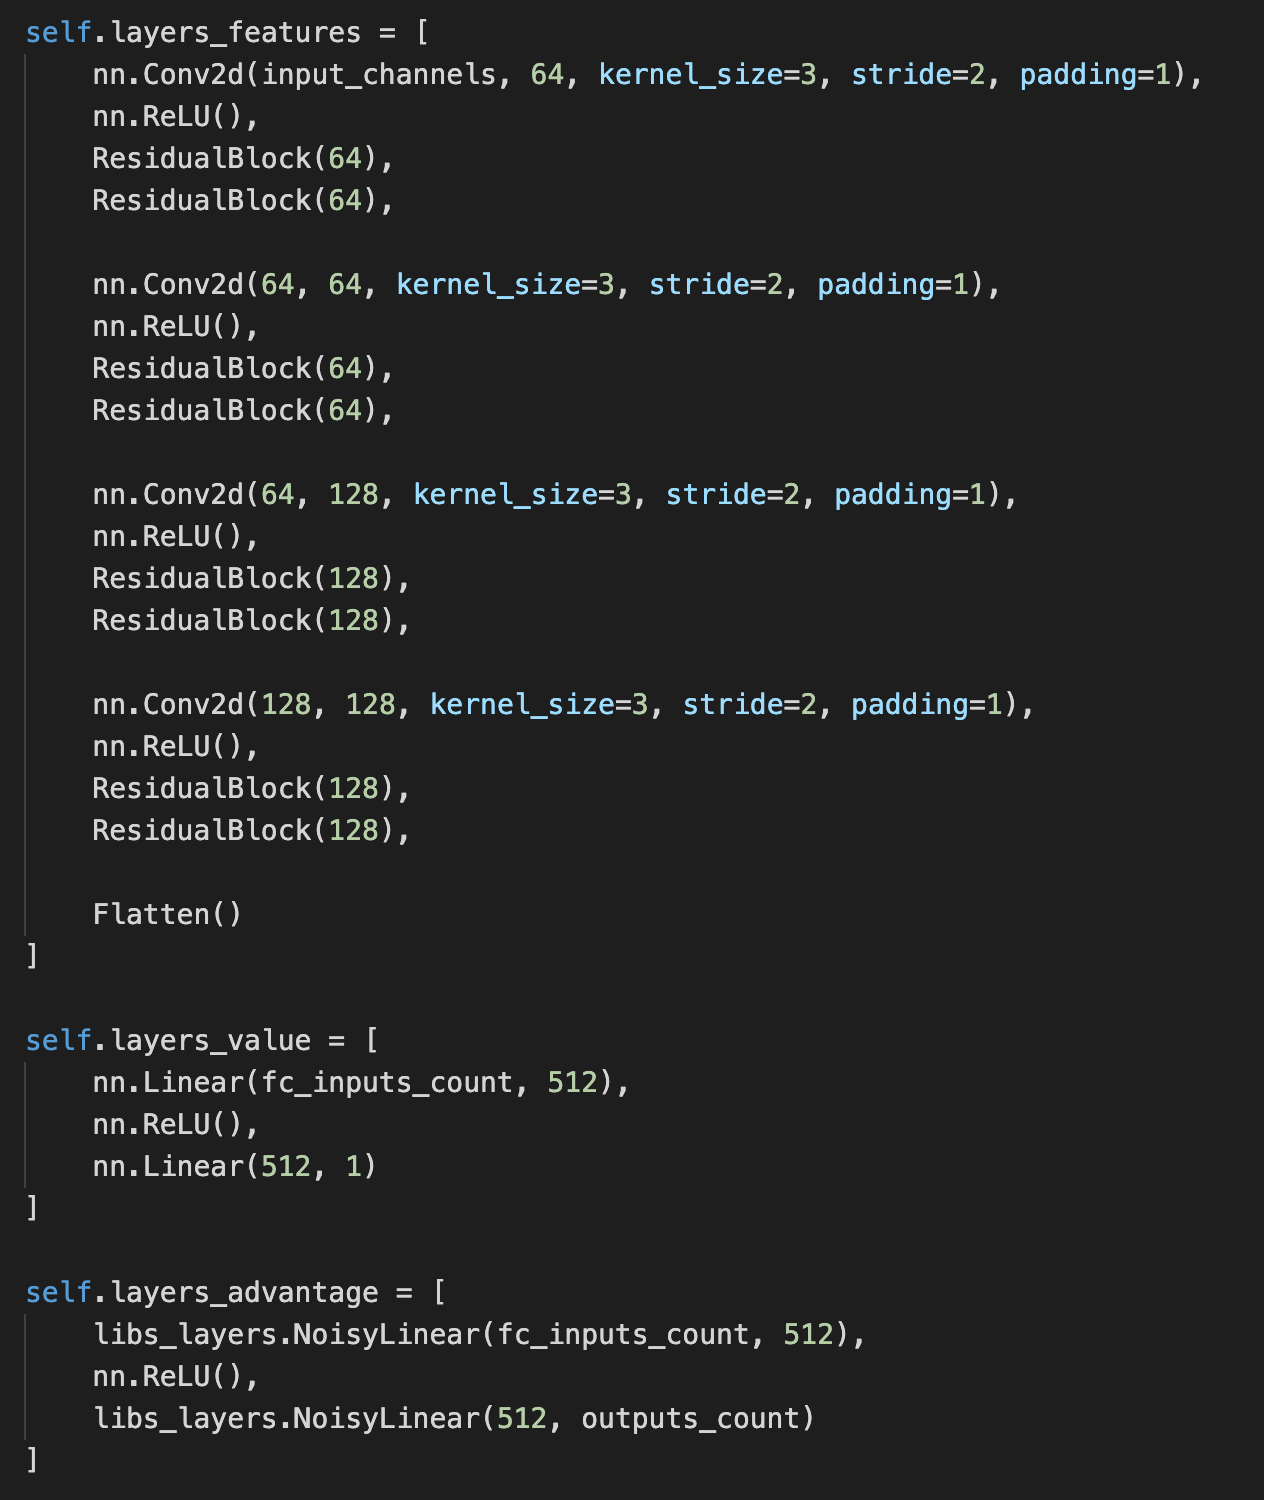 self.layers_features = [
    nn.Conv2d(input_channels, 64, kernel_size=3, stride=2, padding=1),
    nn.ReLU(),
    ResidualBlock(64),
    ResidualBlock(64),

    nn.Conv2d(64, 64, kernel_size=3, stride=2, padding=1),
    nn.ReLU(),
    ResidualBlock(64),
    ResidualBlock(64),

    nn.Conv2d(64, 128, kernel_size=3, stride=2, padding=1),
    nn.ReLU(),
    ResidualBlock(128),
    ResidualBlock(128),

    nn.Conv2d(128, 128, kernel_size=3, stride=2, padding=1),
    nn.ReLU(),
    ResidualBlock(128),
    ResidualBlock(128),

    Flatten()
]

self.layers_value = [
    nn.Linear(fc_inputs_count, 512),
    nn.ReLU(),
    nn.Linear(512, 1)
]

self.layers_advantage = [
    libs_layers.NoisyLinear(fc_inputs_count, 512),
    nn.ReLU(),
    libs_layers.NoisyLinear(512, outputs_count)
]